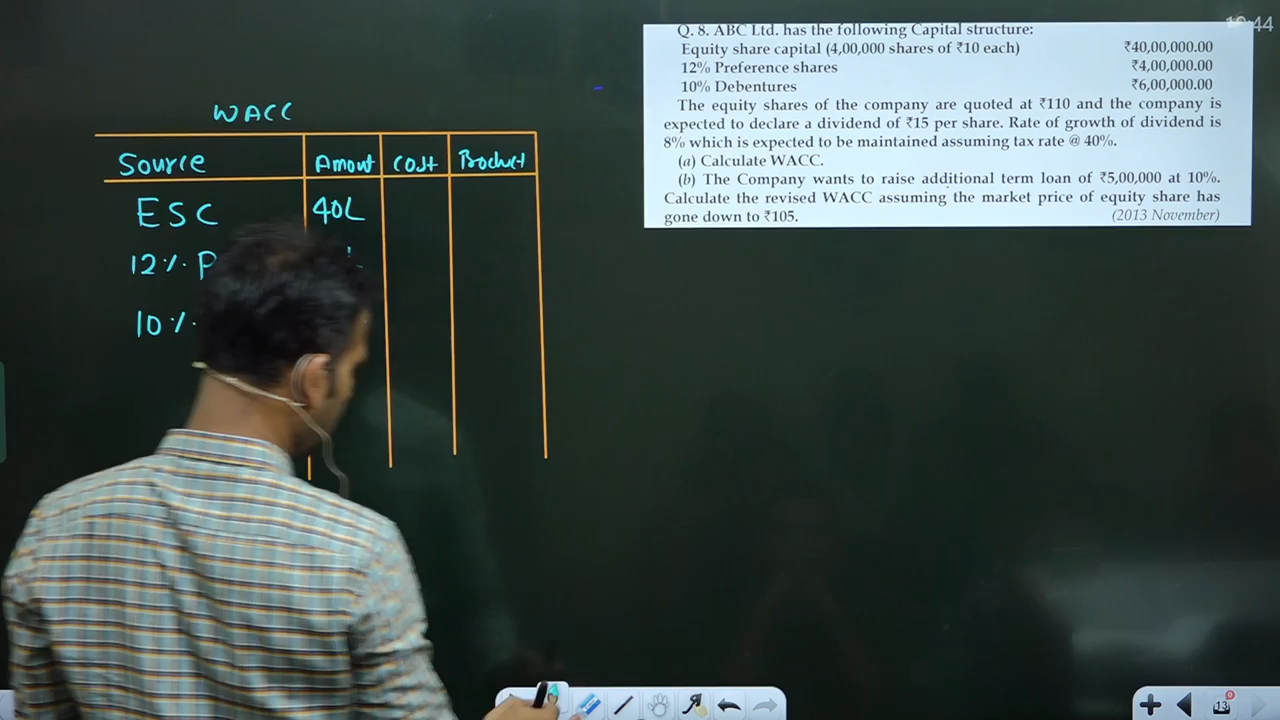 WACC
Source Amout Cost Product
ESC 40L
12%. P
10%.
Q. 8. ABC Ltd. has the following Capital structure:
Equity share capital (4,00,000 shares of ₹10 each) ₹40,00,000.00
12% Preference shares ₹4,00,000.00
10% Debentures ₹6,00,000.00
The equity shares of the company are quoted at ₹110 and the company is
expected to declare a dividend of ₹15 per share. Rate of growth of dividend is
8% which is expected to be maintained assuming tax rate @ 40%.
(a) Calculate WACC.
(b) The Company wants to raise additional term loan of ₹5,00,000 at 10%.
Calculate the revised WACC assuming the market price of equity share has
gone down to ₹105. (2013 November)
13